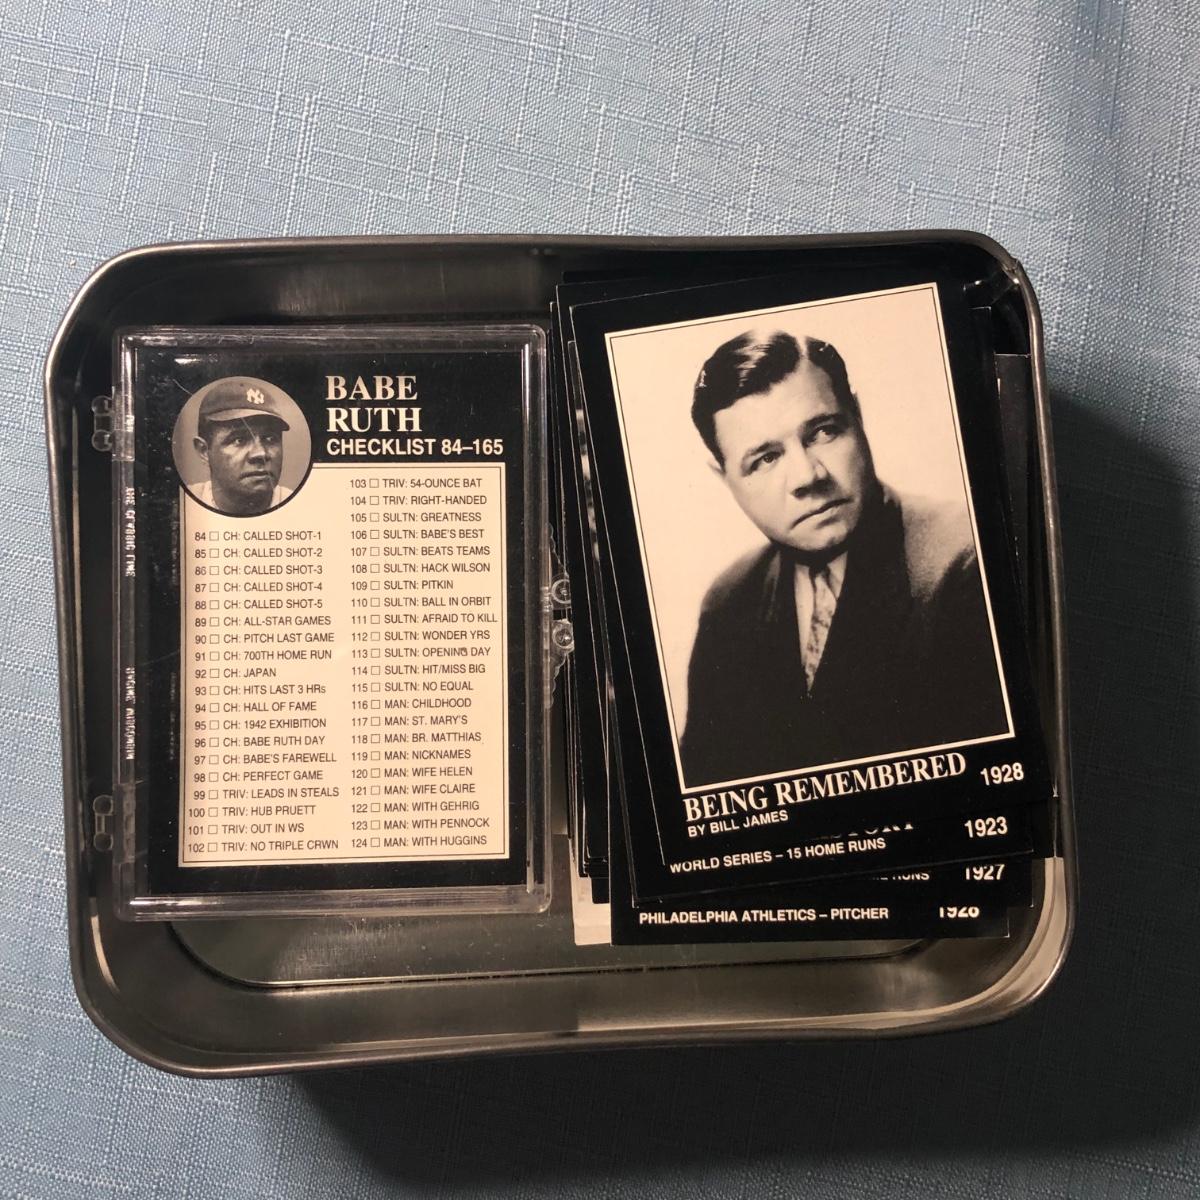 BABE
RUTH
CHECKLIST 84–165
84 □ CH: CALLED SHOT-1
85 □ CH: CALLED SHOT-2
86 □ CH: CALLED SHOT-3
87 □ CH: CALLED SHOT-4
88 □ CH: CALLED SHOT-5
89 □ CH: ALL-STAR GAMES
90 □ CH: PITCH LAST GAME
91 □ CH: 700TH HOME RUN
92 □ CH: JAPAN
93 □ CH: HITS LAST 3 HRs
94 □ CH: HALL OF FAME
95 □ CH: 1942 EXHIBITION
96 □ CH: BABE RUTH DAY
97 □ CH: BABE'S FAREWELL
98 □ CH: PERFECT GAME
99 □ TRIV: LEADS IN STEALS
100 □ TRIV: HUB PRUETT
101 □ TRIV: OUT IN WS
102 □ TRIV: NO TRIPLE CRWN
103 □ TRIV: 54-OUNCE BAT
104 □ TRIV: RIGHT-HANDED
105 □ SULTN: GREATNESS
106 □ SULTN: BABE'S BEST
107 □ SULTN: BEATS TEAMS
108 □ SULTN: HACK WILSON
109 □ SULTN: PITKIN
110 □ SULTN: BALL IN ORBIT
111 □ SULTN: AFRAID TO KILL
112 □ SULTN: WONDER YRS
113 □ SULTN: OPENING DAY
114 □ SULTN: HIT/MISS BIG
115 □ SULTN: NO EQUAL
116 □ MAN: CHILDHOOD
117 □ MAN: ST. MARY'S
118 □ MAN: BR. MATTHIAS
119 □ MAN: NICKNAMES
120 □ MAN: WIFE HELEN
121 □ MAN: WIFE CLAIRE
122 □ MAN: WITH GEHRIG
123 □ MAN: WITH PENNOCK
124 □ MAN: WITH HUGGINS
BEING REMEMBERED 1928
BY BILL JAMES
WORLD SERIES – 15 HOME RUNS 1923
RUNS 1927
PHILADELPHIA ATHLETICS – PITCHER 1928